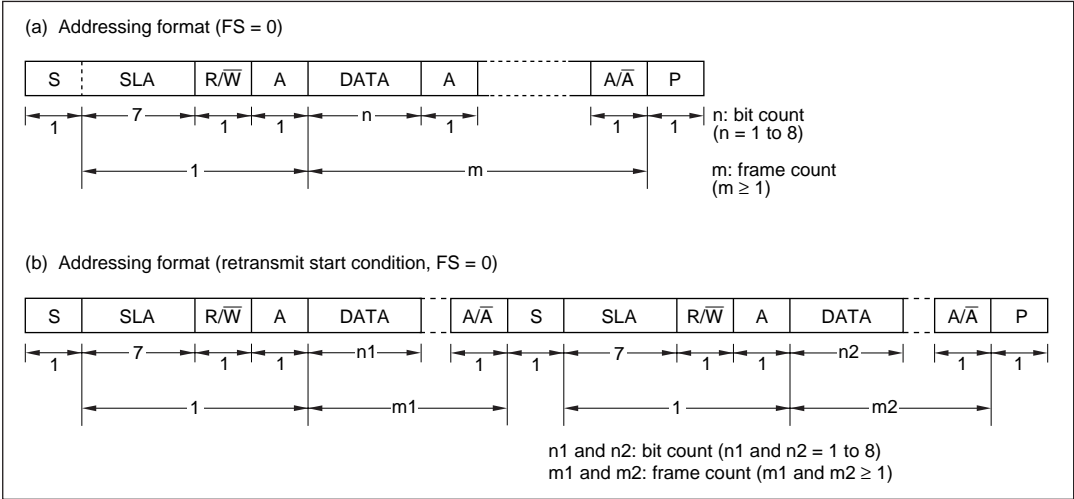 (a) Addressing format (FS = 0)
S SLA R/W̅ A DATA A A/A̅ P
1 7 1 1 n 1 1 1
n: bit count
(n = 1 to 8)
1 m
m: frame count
(m ≥ 1)
(b) Addressing format (retransmit start condition, FS = 0)
S SLA R/W̅ A DATA A/A̅ S SLA R/W̅ A DATA A/A̅ P
1 7 1 1 n1 1 1 7 1 1 n2 1 1
1 m1 1 m2
n1 and n2: bit count (n1 and n2 = 1 to 8)
m1 and m2: frame count (m1 and m2 ≥ 1)